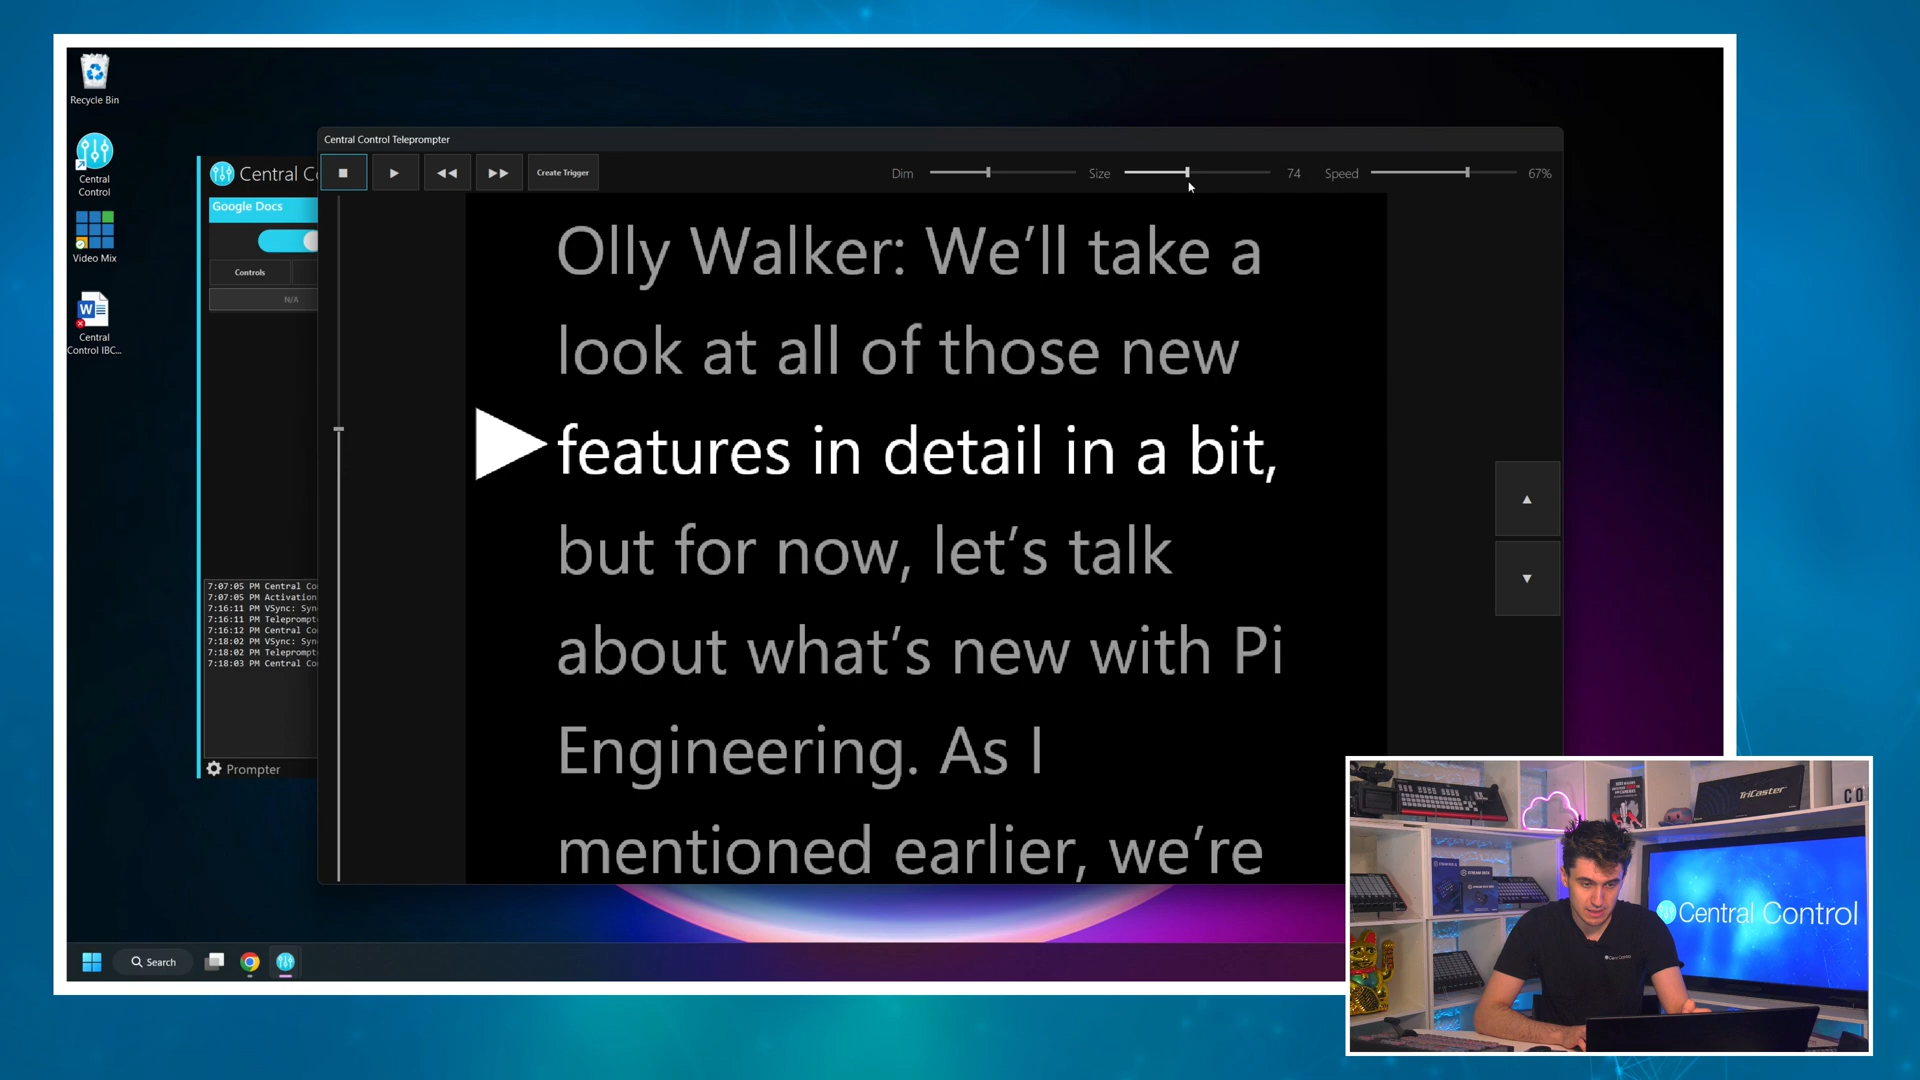 Recycle Bin
Central
Control
Video Mix
Central
Control IBC...
Central C
Google Docs
Controls
N/A
7:07:05 PM Central Co
7:07:05 PM Activation
7:16:11 PM VSync: Syn
7:16:11 PM Teleprompt
7:16:12 PM Central Co
7:18:02 PM VSync: Syn
7:18:02 PM Teleprompt
7:18:03 PM Central Co
Prompter
Central Control Teleprompter
Create Trigger
Dim
Size
74
Speed
67%
Olly Walker: We’ll take a
look at all of those new
features in detail in a bit,
but for now, let’s talk
about what’s new with Pi
Engineering. As I
mentioned earlier, we’re
Search
TriCaster
CO
Central Control